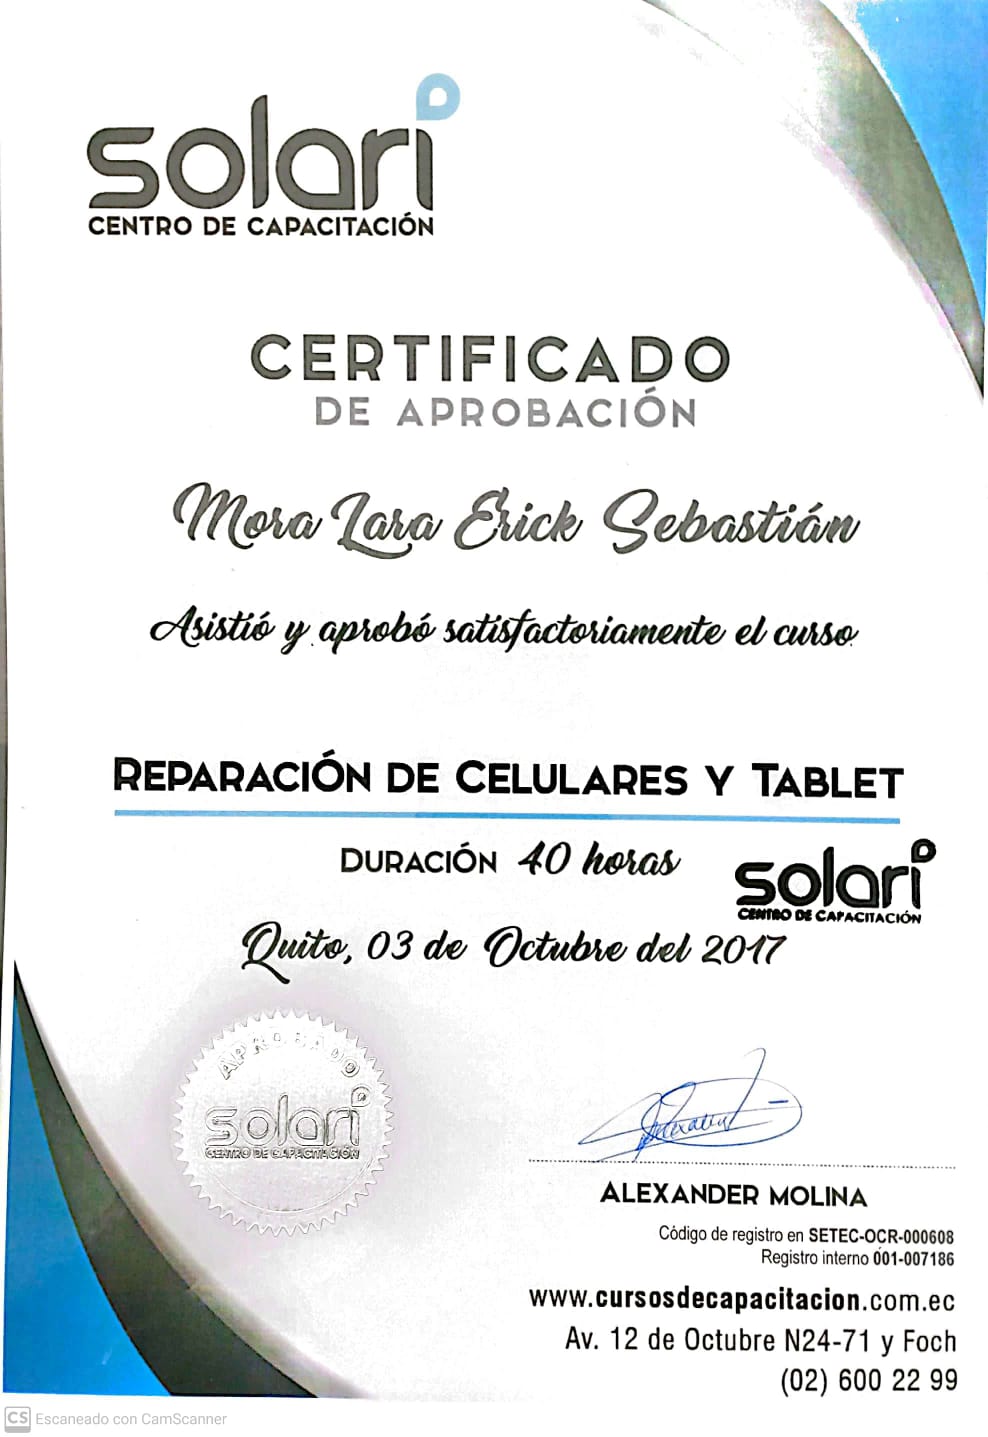 solari
CENTRO DE CAPACITACIÓN
CERTIFICADO
DE APROBACIÓN
Mora Lara Erick Sebastián
Asistió y aprobó satisfactoriamente el curso
REPARACIÓN DE CELULARES Y TABLET
DURACIÓN 40 horas
solari
CENTRO DE CAPACITACIÓN
Quito, 03 de Octubre del 2017
APROBADO
solari
CENTRO DE CAPACITACIÓN
ALEXANDER MOLINA
Código de registro en SETEC-OCR-000608
Registro interno 001-007186
www.cursosdecapacitacion.com.ec
Av. 12 de Octubre N24-71 y Foch
(02) 600 22 99
CS Escaneado con CamScanner